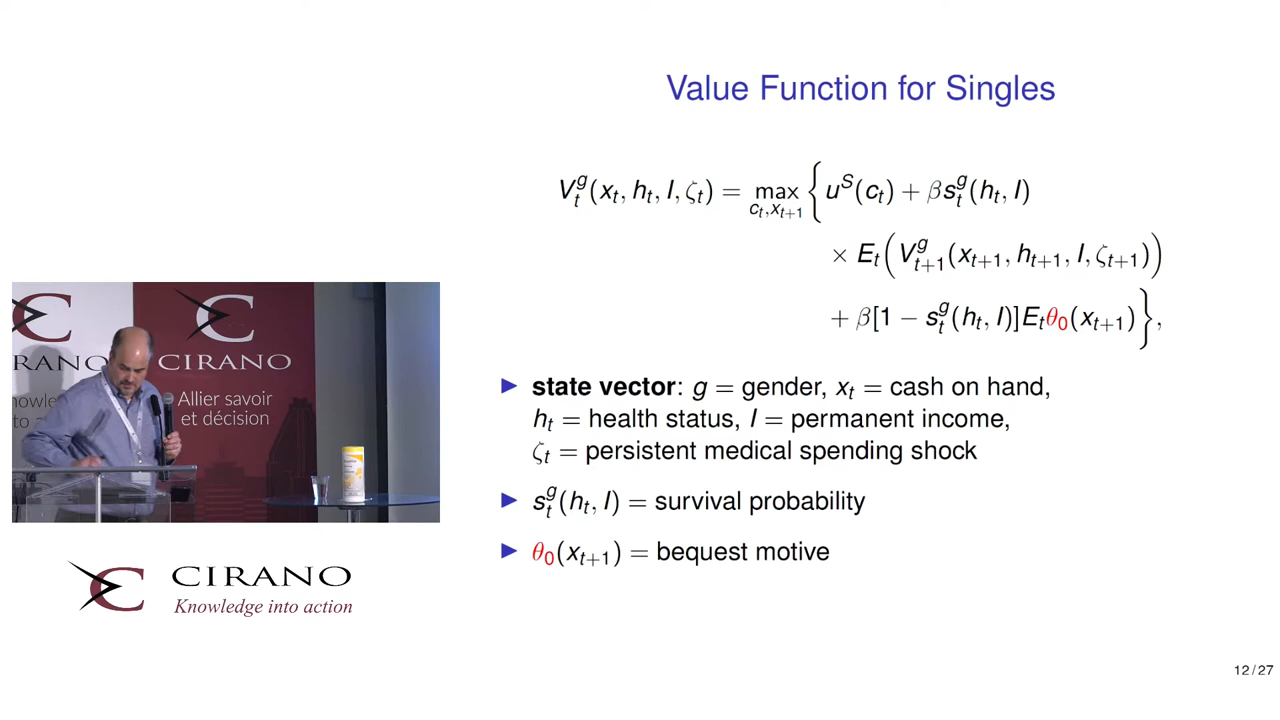 Value Function for Singles
V_t^g(x_t, h_t, I, ζ_t) = max_{c_t, x_{t+1}} { u^S(c_t) + βs_t^g(h_t, I)
× E_t( V_{t+1}^g(x_{t+1}, h_{t+1}, I, ζ_{t+1}) )
+ β[1 − s_t^g(h_t, I)]E_tθ_0(x_{t+1}) },
▶ state vector: g = gender, x_t = cash on hand,
h_t = health status, I = permanent income,
ζ_t = persistent medical spending shock
▶ s_t^g(h_t, I) = survival probability
▶ θ_0(x_{t+1}) = bequest motive
RANO
CIRANO
Allier savoir
et décision
CIRANO
Knowledge into action
12 / 27